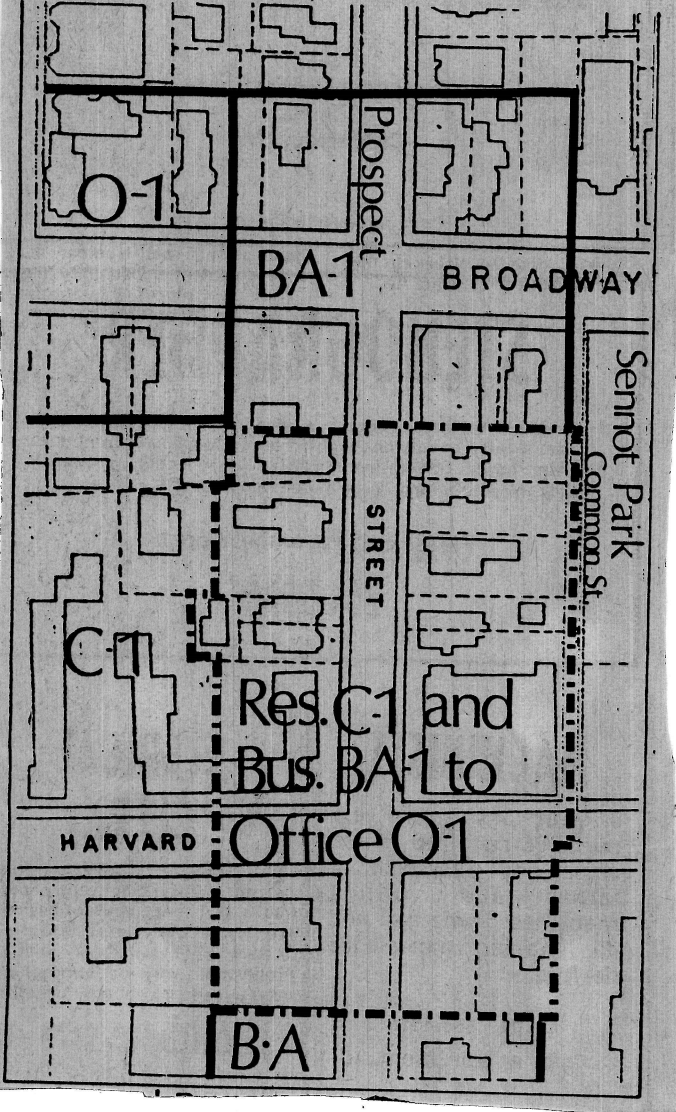 Prospect
O-1
BA-1
BROADWAY
Sennot Park
Common St.
STREET
C-1
Res. C-1 and
Bus. BA-1 to
Office O-1
HARVARD
B·A